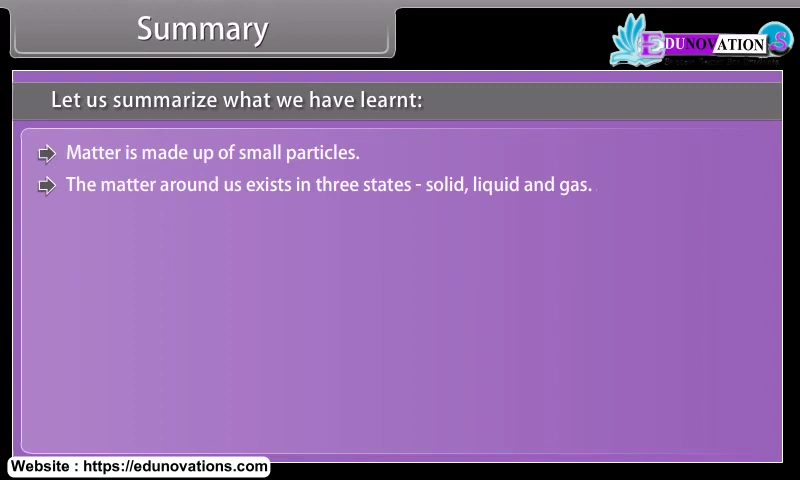 Summary
EDUNOVATION.S
Let us summarize what we have learnt:
Matter is made up of small particles.
The matter around us exists in three states - solid, liquid and gas.
Website : https://edunovations.com